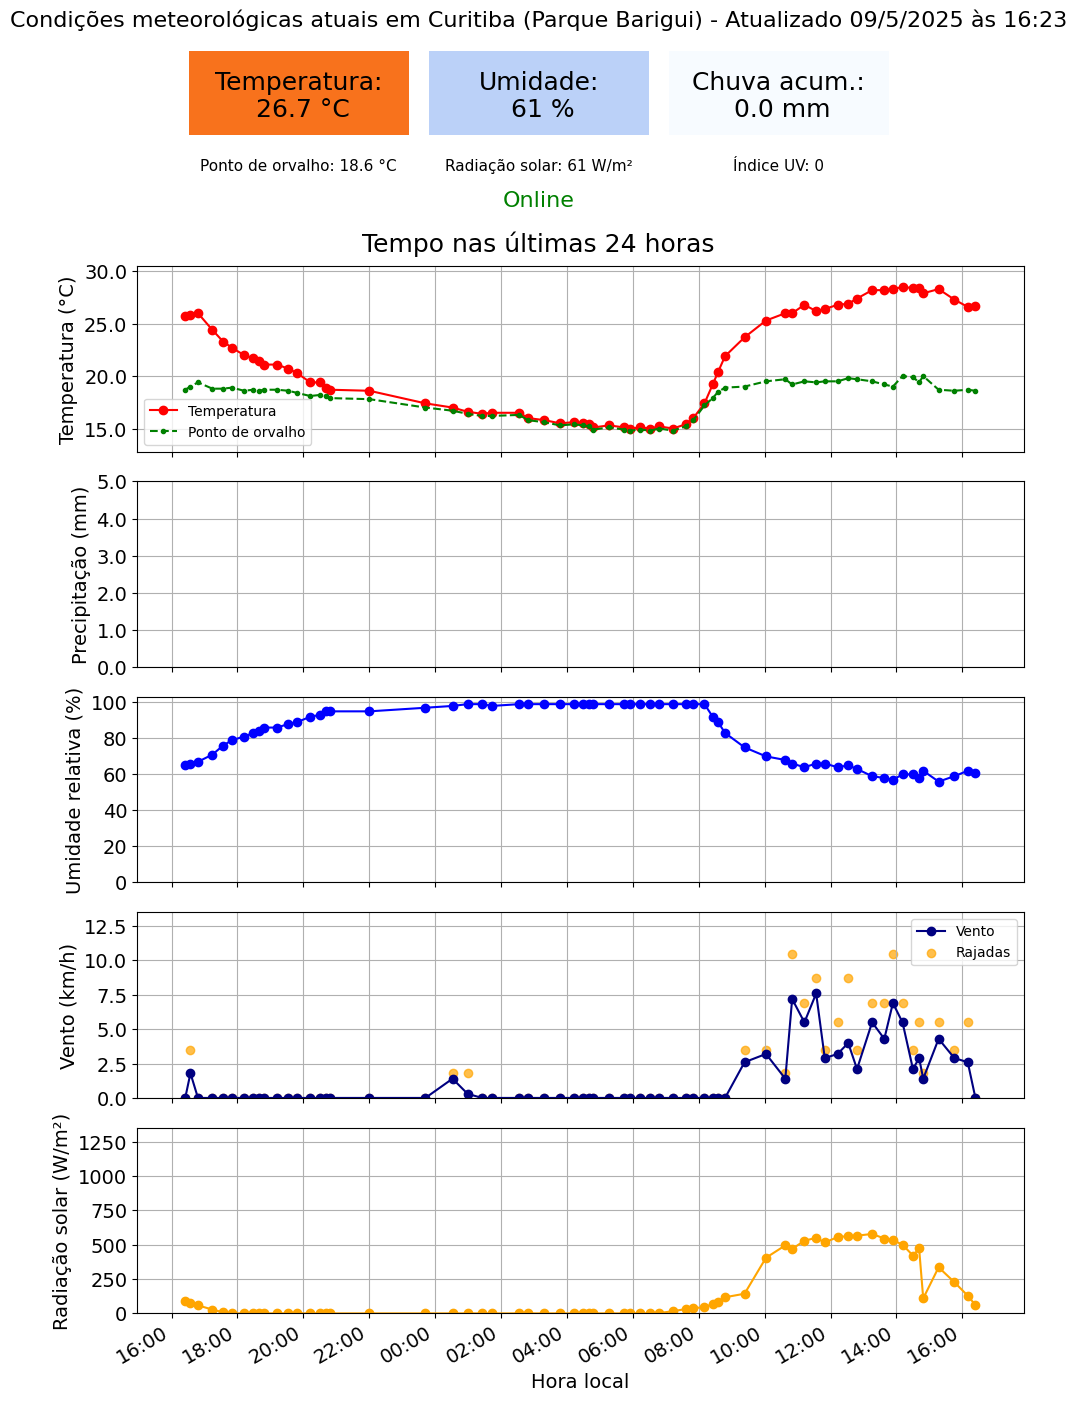 Condições meteorológicas atuais em Curitiba (Parque Barigui) - Atualizado 09/5/2025 às 16:23
Temperatura:
26.7 °C
Umidade:
61 %
Chuva acum.:
0.0 mm
Ponto de orvalho: 18.6 °C
Radiação solar: 61 W/m²
Índice UV: 0
Online
Tempo nas últimas 24 horas
Temperatura (°C)
30.0
25.0
20.0
15.0
Temperatura
Ponto de orvalho
Precipitação (mm)
5.0
4.0
3.0
2.0
1.0
0.0
Umidade relativa (%)
100
80
60
40
20
0
Vento (km/h)
12.5
10.0
7.5
5.0
2.5
0.0
Vento
Rajadas
Radiação solar (W/m²)
1250
1000
750
500
250
0
16:00
18:00
20:00
22:00
00:00
02:00
04:00
06:00
08:00
10:00
12:00
14:00
16:00
Hora local